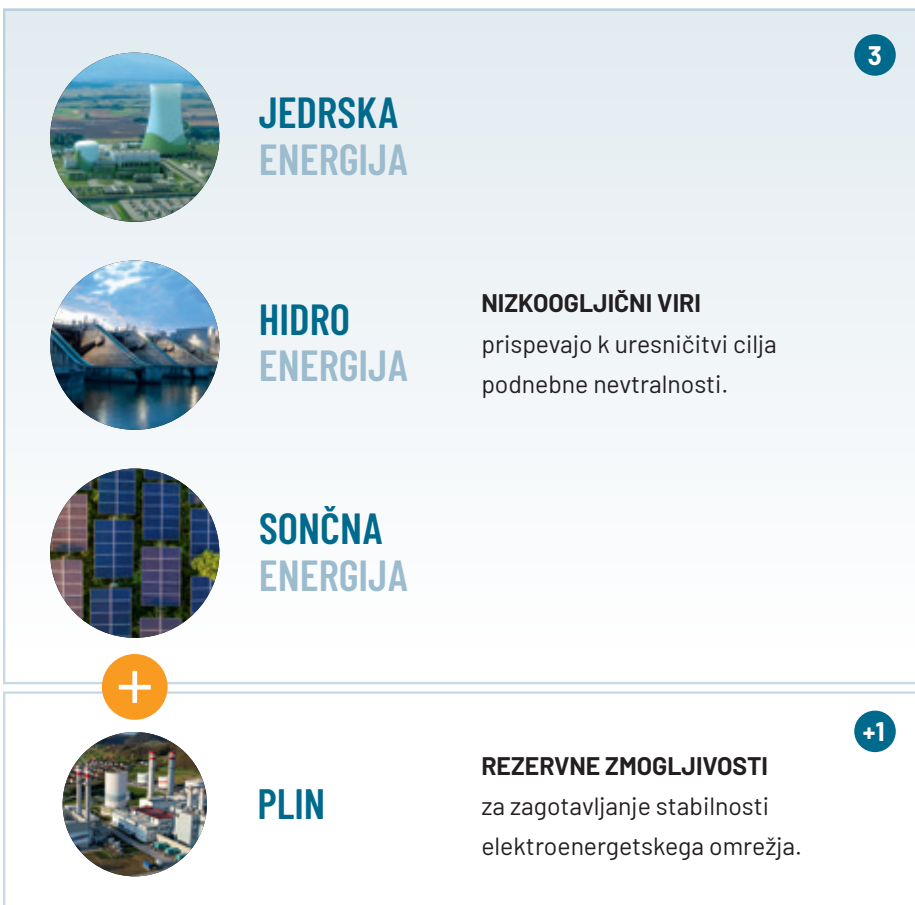 3
JEDRSKA
ENERGIJA
HIDRO
ENERGIJA
NIZKOOGLJIČNI VIRI
prispevajo k uresničitvi cilja
podnebne nevtralnosti.
SONČNA
ENERGIJA
+
+1
PLIN
REZERVNE ZMOGLJIVOSTI
za zagotavljanje stabilnosti
elektroenergetskega omrežja.